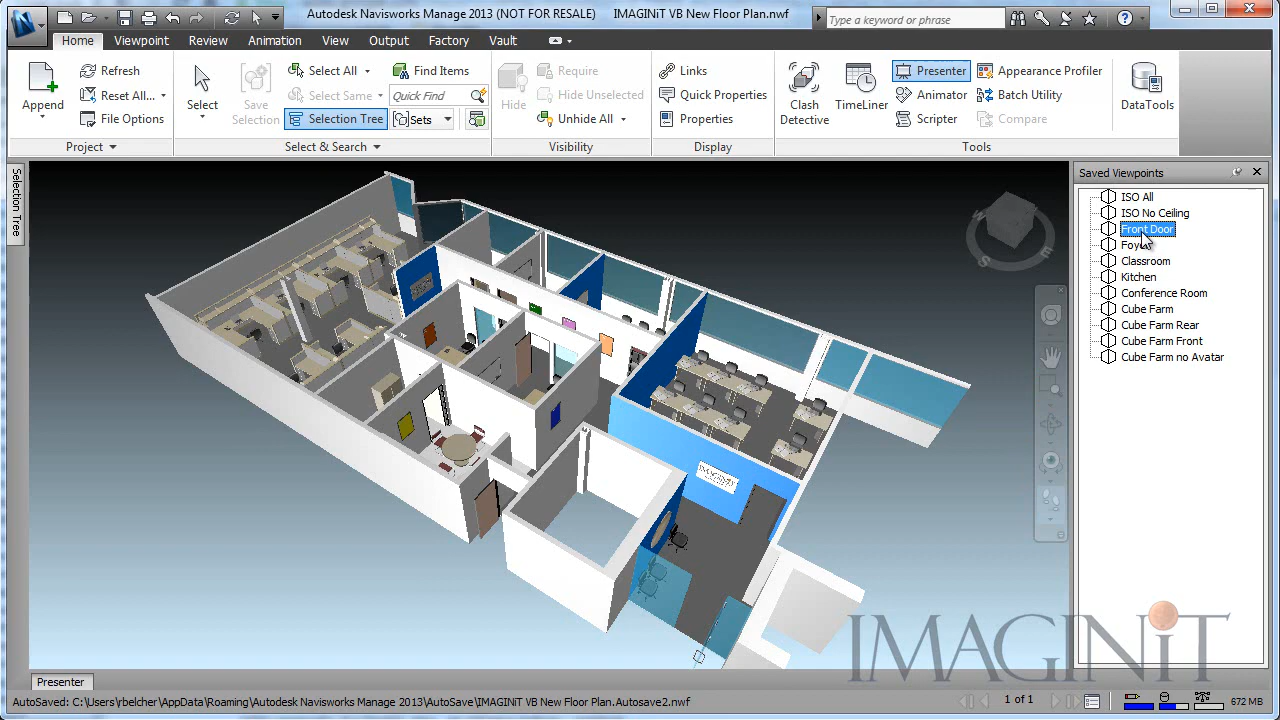 Autodesk Navisworks Manage 2013 (NOT FOR RESALE) IMAGINiT VB New Floor Plan.nwf
Type a keyword or phrase
Home Viewpoint Review Animation View Output Factory Vault
Append
Refresh
Reset All...
File Options
Project
Select
Save Selection
Select All
Select Same
Selection Tree
Find Items
Quick Find
Sets
Select & Search
Hide
Require
Hide Unselected
Unhide All
Visibility
Links
Quick Properties
Properties
Display
Clash Detective
TimeLiner
Presenter
Animator
Scripter
Appearance Profiler
Batch Utility
Compare
DataTools
Tools
Selection Tree
Saved Viewpoints
ISO All
ISO No Ceiling
Front Door
Foyer
Classroom
Kitchen
Conference Room
Cube Farm
Cube Farm Rear
Cube Farm Front
Cube Farm no Avatar
W
S
E
IMAGINiT
IMAGINiT
Presenter
AutoSaved: C:\Users\rbelcher\AppData\Roaming\Autodesk Navisworks Manage 2013\AutoSave\IMAGINiT VB New Floor Plan.Autosave2.nwf
1 of 1
672 MB